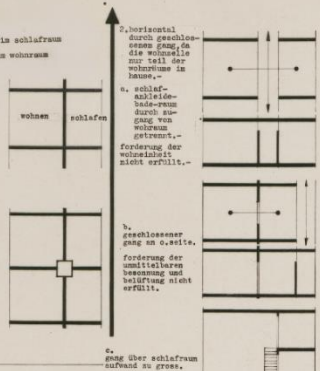 im schlafraum
wohnraum
wohnen
schlafen
2.horizontal
durch geschlos-
senem gang,da
die wohnzelle
nur teil der
wohnräume im
hause.-
a. schlaf-
ankleide-
bade-raum
durch zu-
gang von
wohraum
getrennt.-
forderung der
wohneinheit
nicht erfüllt.-
b.
geschlossener
gang an o.seite.
forderung der
unmittelbaren
besonnung und
belüftung nicht
erfüllt.
c.
gang über schlafraum
aufwand zu gross.